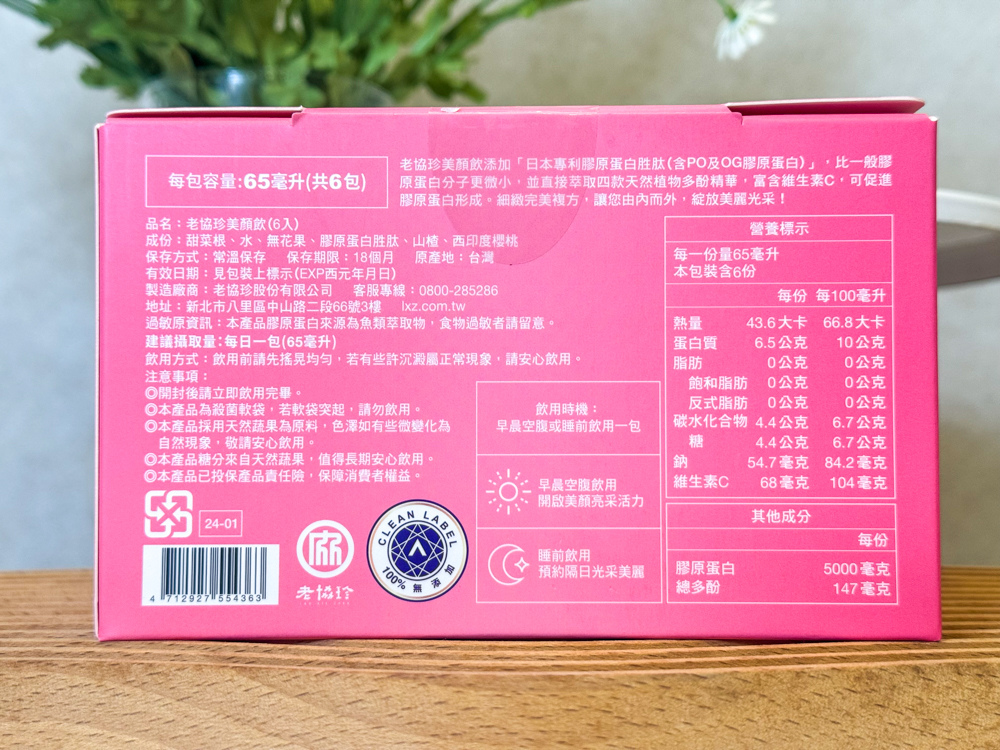 每包容量:65毫升(共6包)
老協珍美顏飲添加「日本專利膠原蛋白胜肽(含PO及OG膠原蛋白)」，比一般膠
原蛋白分子更微小，並直接萃取四款天然植物多酚精華，富含維生素C，可促進
膠原蛋白形成。細緻完美複方，讓您由內而外，綻放美麗光采！
品名：老協珍美顏飲(6入)
成份：甜菜根、水、無花果、膠原蛋白胜肽、山楂、西印度櫻桃
保存方式：常溫保存 保存期限：18個月 原產地：台灣
有效日期：見包裝上標示(EXP西元年月日)
製造廠商：老協珍股份有限公司 客服專線：0800-285286
地址：新北市八里區中山路二段66號3樓 lxz.com.tw
過敏原資訊：本產品膠原蛋白來源為魚類萃取物，食物過敏者請留意。
建議攝取量：每日一包(65毫升)
飲用方式：飲用前請先搖晃均勻，若有些許沉澱屬正常現象，請安心飲用。
注意事項：
◎開封後請立即飲用完畢。
◎本產品為殺菌軟袋，若軟袋突起，請勿飲用。
◎本產品採用天然蔬果為原料，色澤如有些微變化為
自然現象，敬請安心飲用。
◎本產品糖分來自天然蔬果，值得長期安心飲用。
◎本產品已投保產品責任險，保障消費者權益。
24-01
4 712927 554363
老協珍
CLEAN LABEL
100% 無添加
飲用時機：
早晨空腹或睡前飲用一包
早晨空腹飲用
開啟美顏亮采活力
睡前飲用
預約隔日光采美麗
營養標示
每一份量65毫升
本包裝含6份
每份 每100毫升
熱量 43.6大卡 66.8大卡
蛋白質 6.5公克 10公克
脂肪 0公克 0公克
飽和脂肪 0公克 0公克
反式脂肪 0公克 0公克
碳水化合物 4.4公克 6.7公克
糖 4.4公克 6.7公克
鈉 54.7毫克 84.2毫克
維生素C 68毫克 104毫克
其他成分
每份
膠原蛋白 5000毫克
總多酚 147毫克